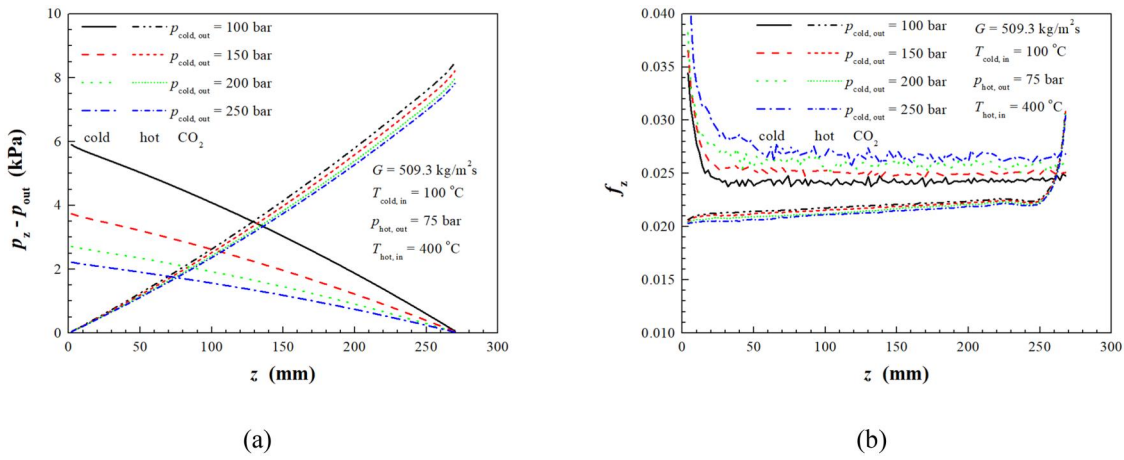 p_z - p_out (kPa)
10
8
6
4
2
0
p_cold, out = 100 bar
p_cold, out = 150 bar
p_cold, out = 200 bar
p_cold, out = 250 bar
cold hot CO2
G = 509.3 kg/m2s
T_cold, in = 100 °C
p_hot, out = 75 bar
T_hot, in = 400 °C
0 50 100 150 200 250 300
z (mm)
(a)
f_z
0.040
0.035
0.030
0.025
0.020
0.015
0.010
p_cold, out = 100 bar
p_cold, out = 150 bar
p_cold, out = 200 bar
p_cold, out = 250 bar
cold hot CO2
G = 509.3 kg/m2s
T_cold, in = 100 °C
p_hot, out = 75 bar
T_hot, in = 400 °C
0 50 100 150 200 250 300
z (mm)
(b)